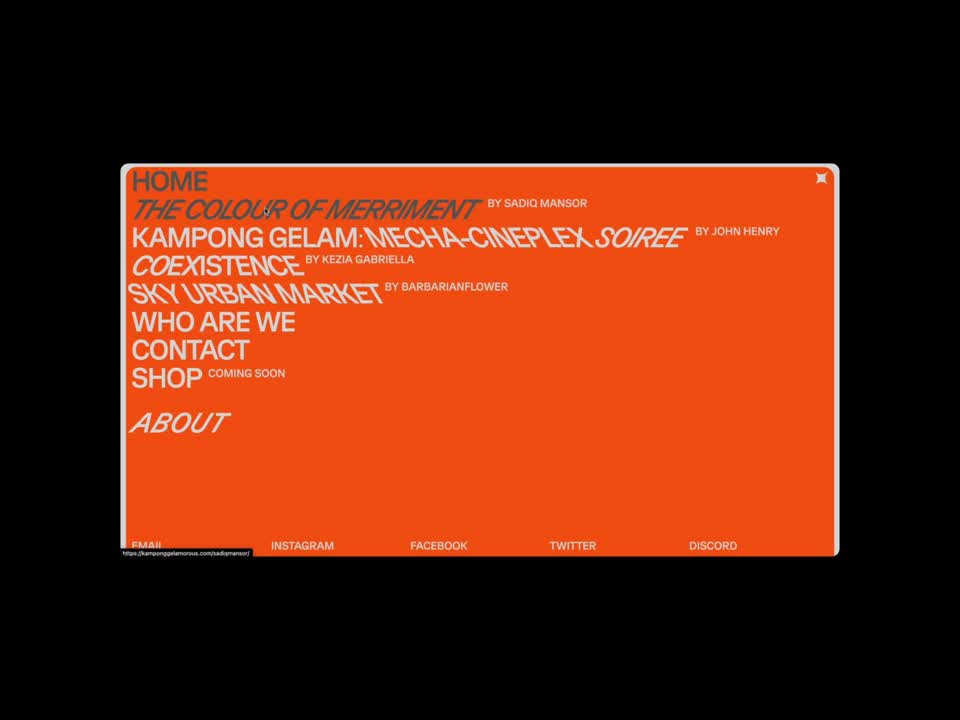 HOME
THE COLOUR OF MERRIMENT BY SADIQ MANSOR
KAMPONG GELAM: MECHA-CINEPLEX SOIREE BY JOHN HENRY
COEXISTENCE BY KEZIA GABRIELLA
SKY URBAN MARKET BY BARBARIANFLOWER
WHO ARE WE
CONTACT
SHOP COMING SOON
ABOUT
EMAIL INSTAGRAM FACEBOOK TWITTER DISCORD
https://kamponggelamorous.com/sadiqmansor/